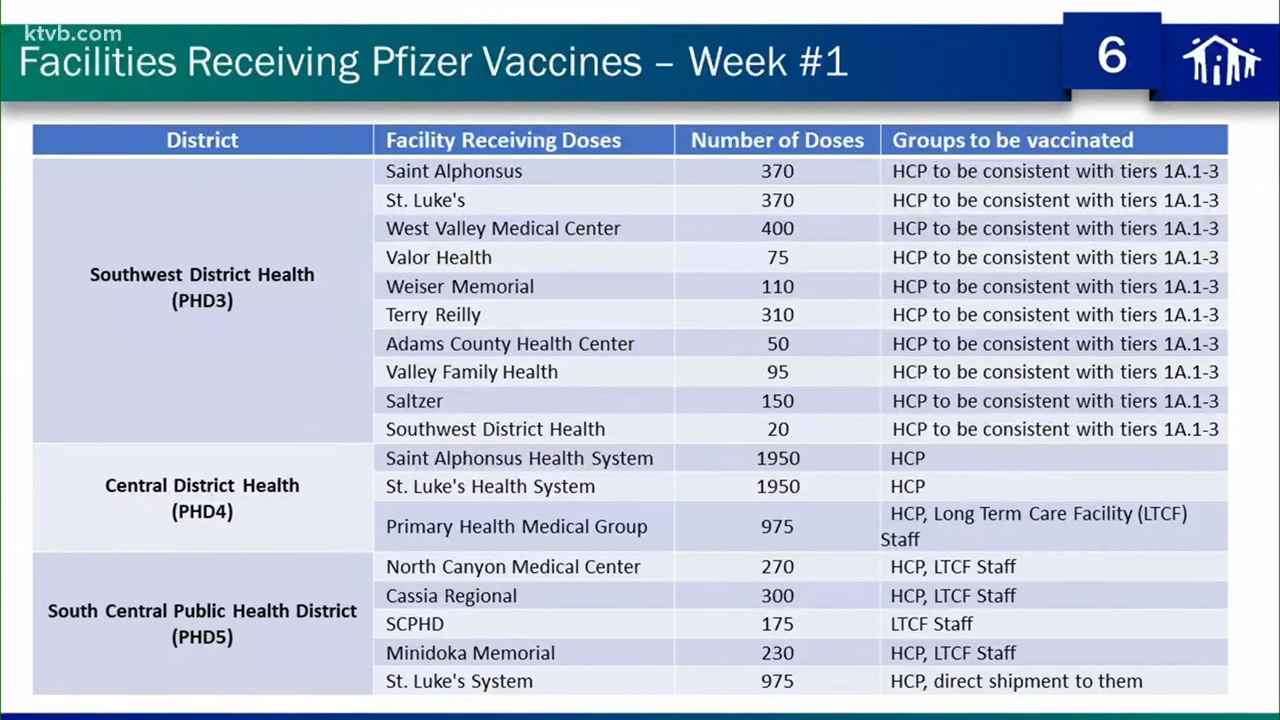 ktvb.com
Facilities Receiving Pfizer Vaccines – Week #1
6
District Facility Receiving Doses Number of Doses Groups to be vaccinated
Southwest District Health
(PHD3)
Saint Alphonsus 370 HCP to be consistent with tiers 1A.1-3
St. Luke's 370 HCP to be consistent with tiers 1A.1-3
West Valley Medical Center 400 HCP to be consistent with tiers 1A.1-3
Valor Health 75 HCP to be consistent with tiers 1A.1-3
Weiser Memorial 110 HCP to be consistent with tiers 1A.1-3
Terry Reilly 310 HCP to be consistent with tiers 1A.1-3
Adams County Health Center 50 HCP to be consistent with tiers 1A.1-3
Valley Family Health 95 HCP to be consistent with tiers 1A.1-3
Saltzer 150 HCP to be consistent with tiers 1A.1-3
Southwest District Health 20 HCP to be consistent with tiers 1A.1-3
Central District Health
(PHD4)
Saint Alphonsus Health System 1950 HCP
St. Luke's Health System 1950 HCP
Primary Health Medical Group 975 HCP, Long Term Care Facility (LTCF)
Staff
South Central Public Health District
(PHD5)
North Canyon Medical Center 270 HCP, LTCF Staff
Cassia Regional 300 HCP, LTCF Staff
SCPHD 175 LTCF Staff
Minidoka Memorial 230 HCP, LTCF Staff
St. Luke's System 975 HCP, direct shipment to them